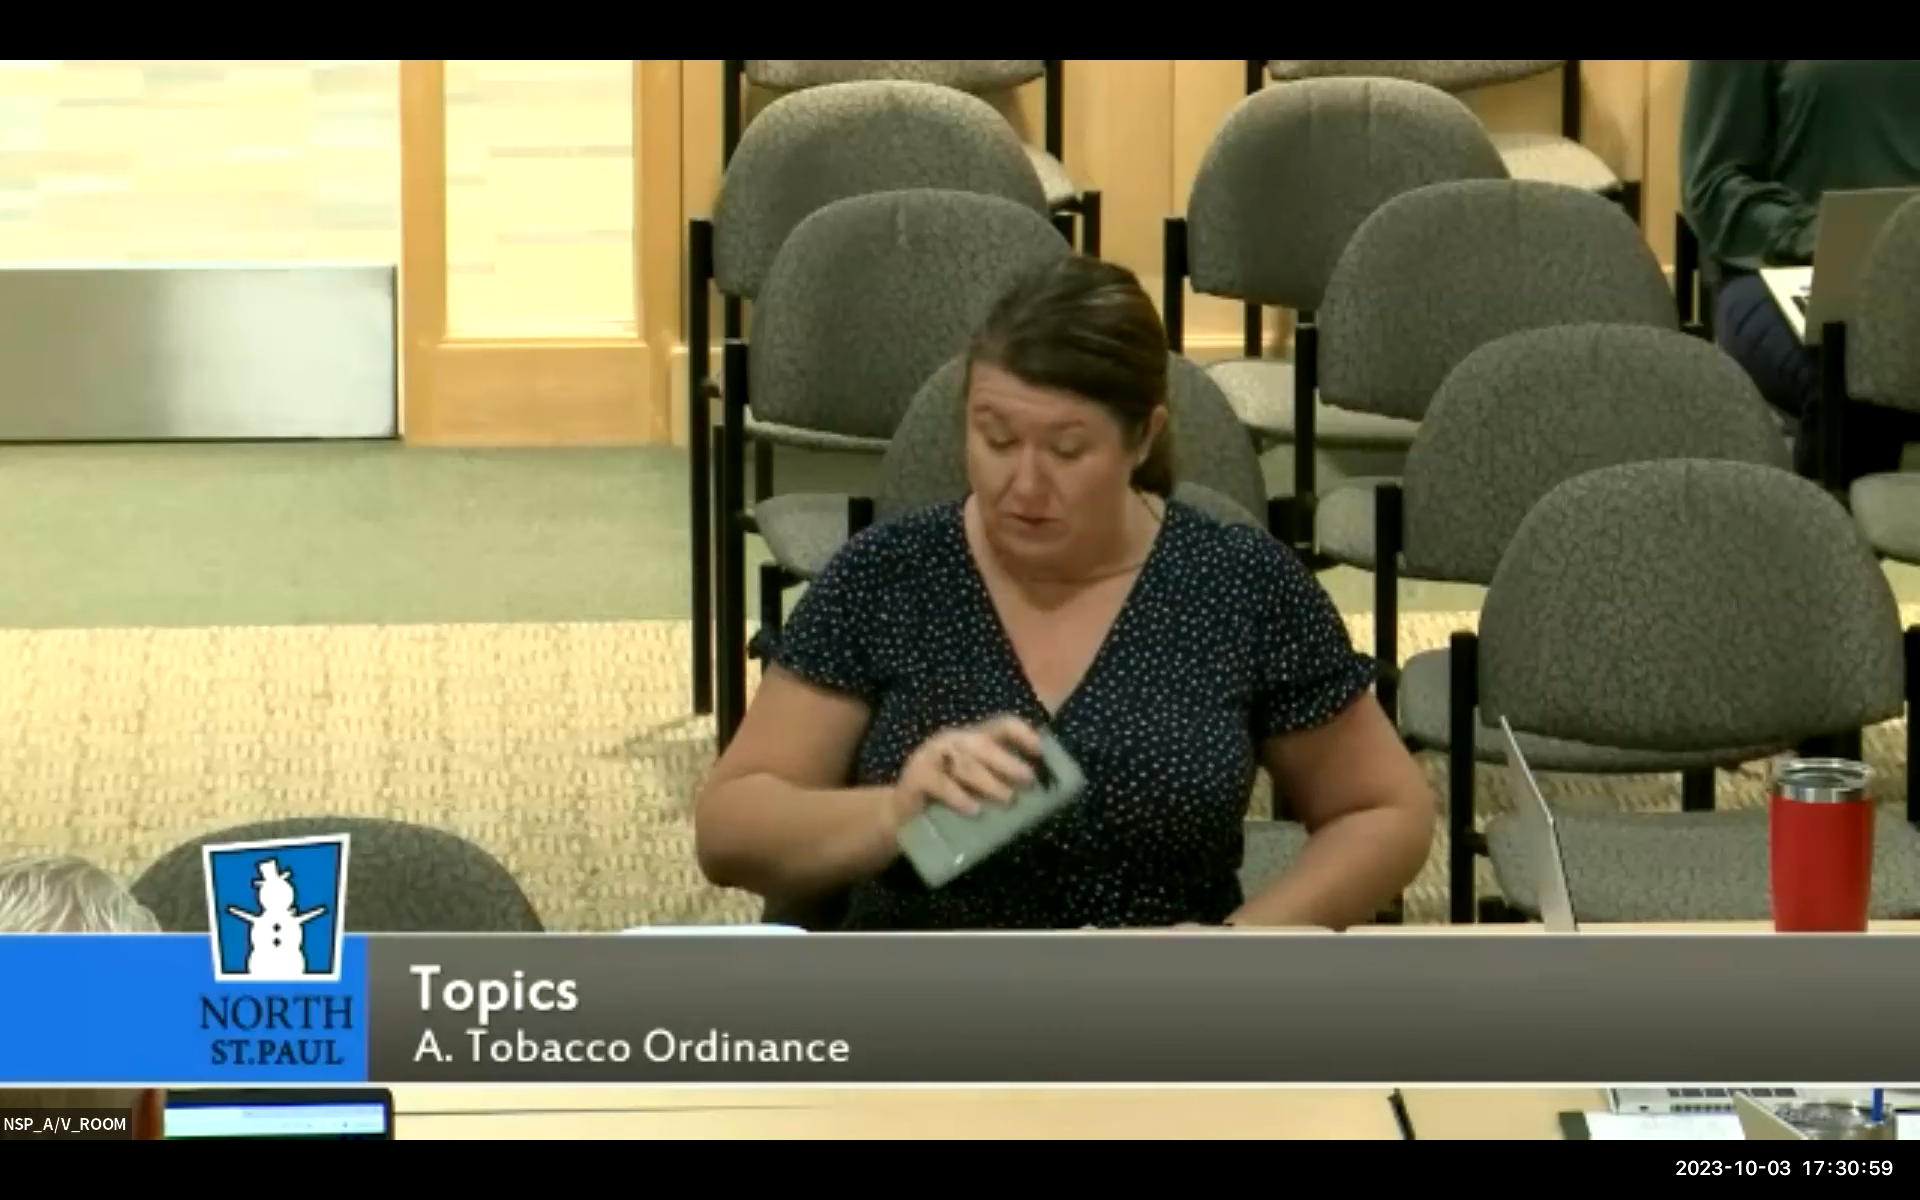 NORTH
ST. PAUL
Topics
A. Tobacco Ordinance
NSP_A/V_ROOM
2023-10-03 17:30:59